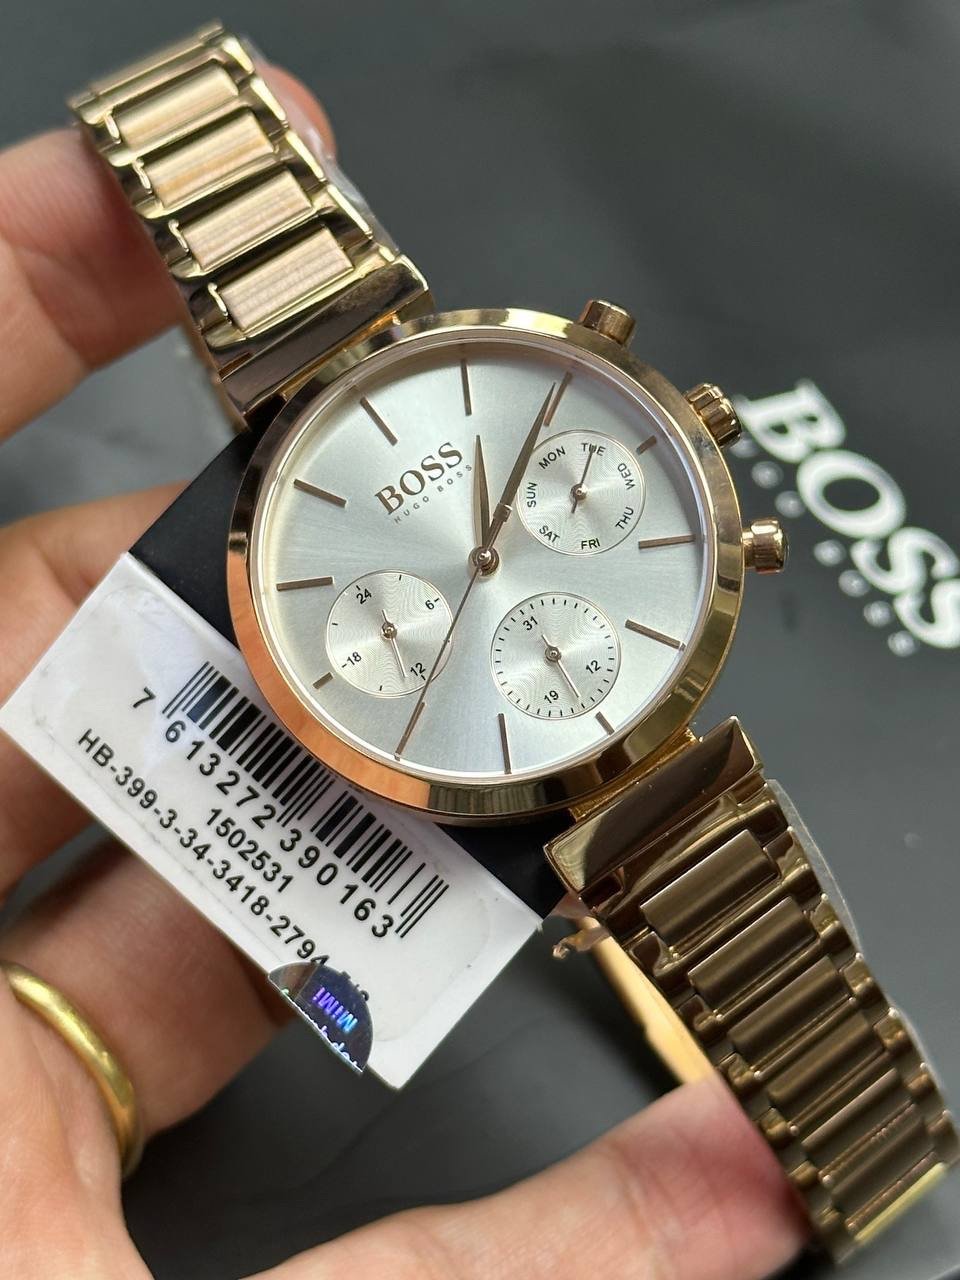 BOSS
HUGO BOSS
SUN
MON
TUE
WED
THU
FRI
SAT
24
6
12
18
31
12
19
BOSS
7 613272 390163
1502531
HB-399-3-34-3418-2794
MiMi